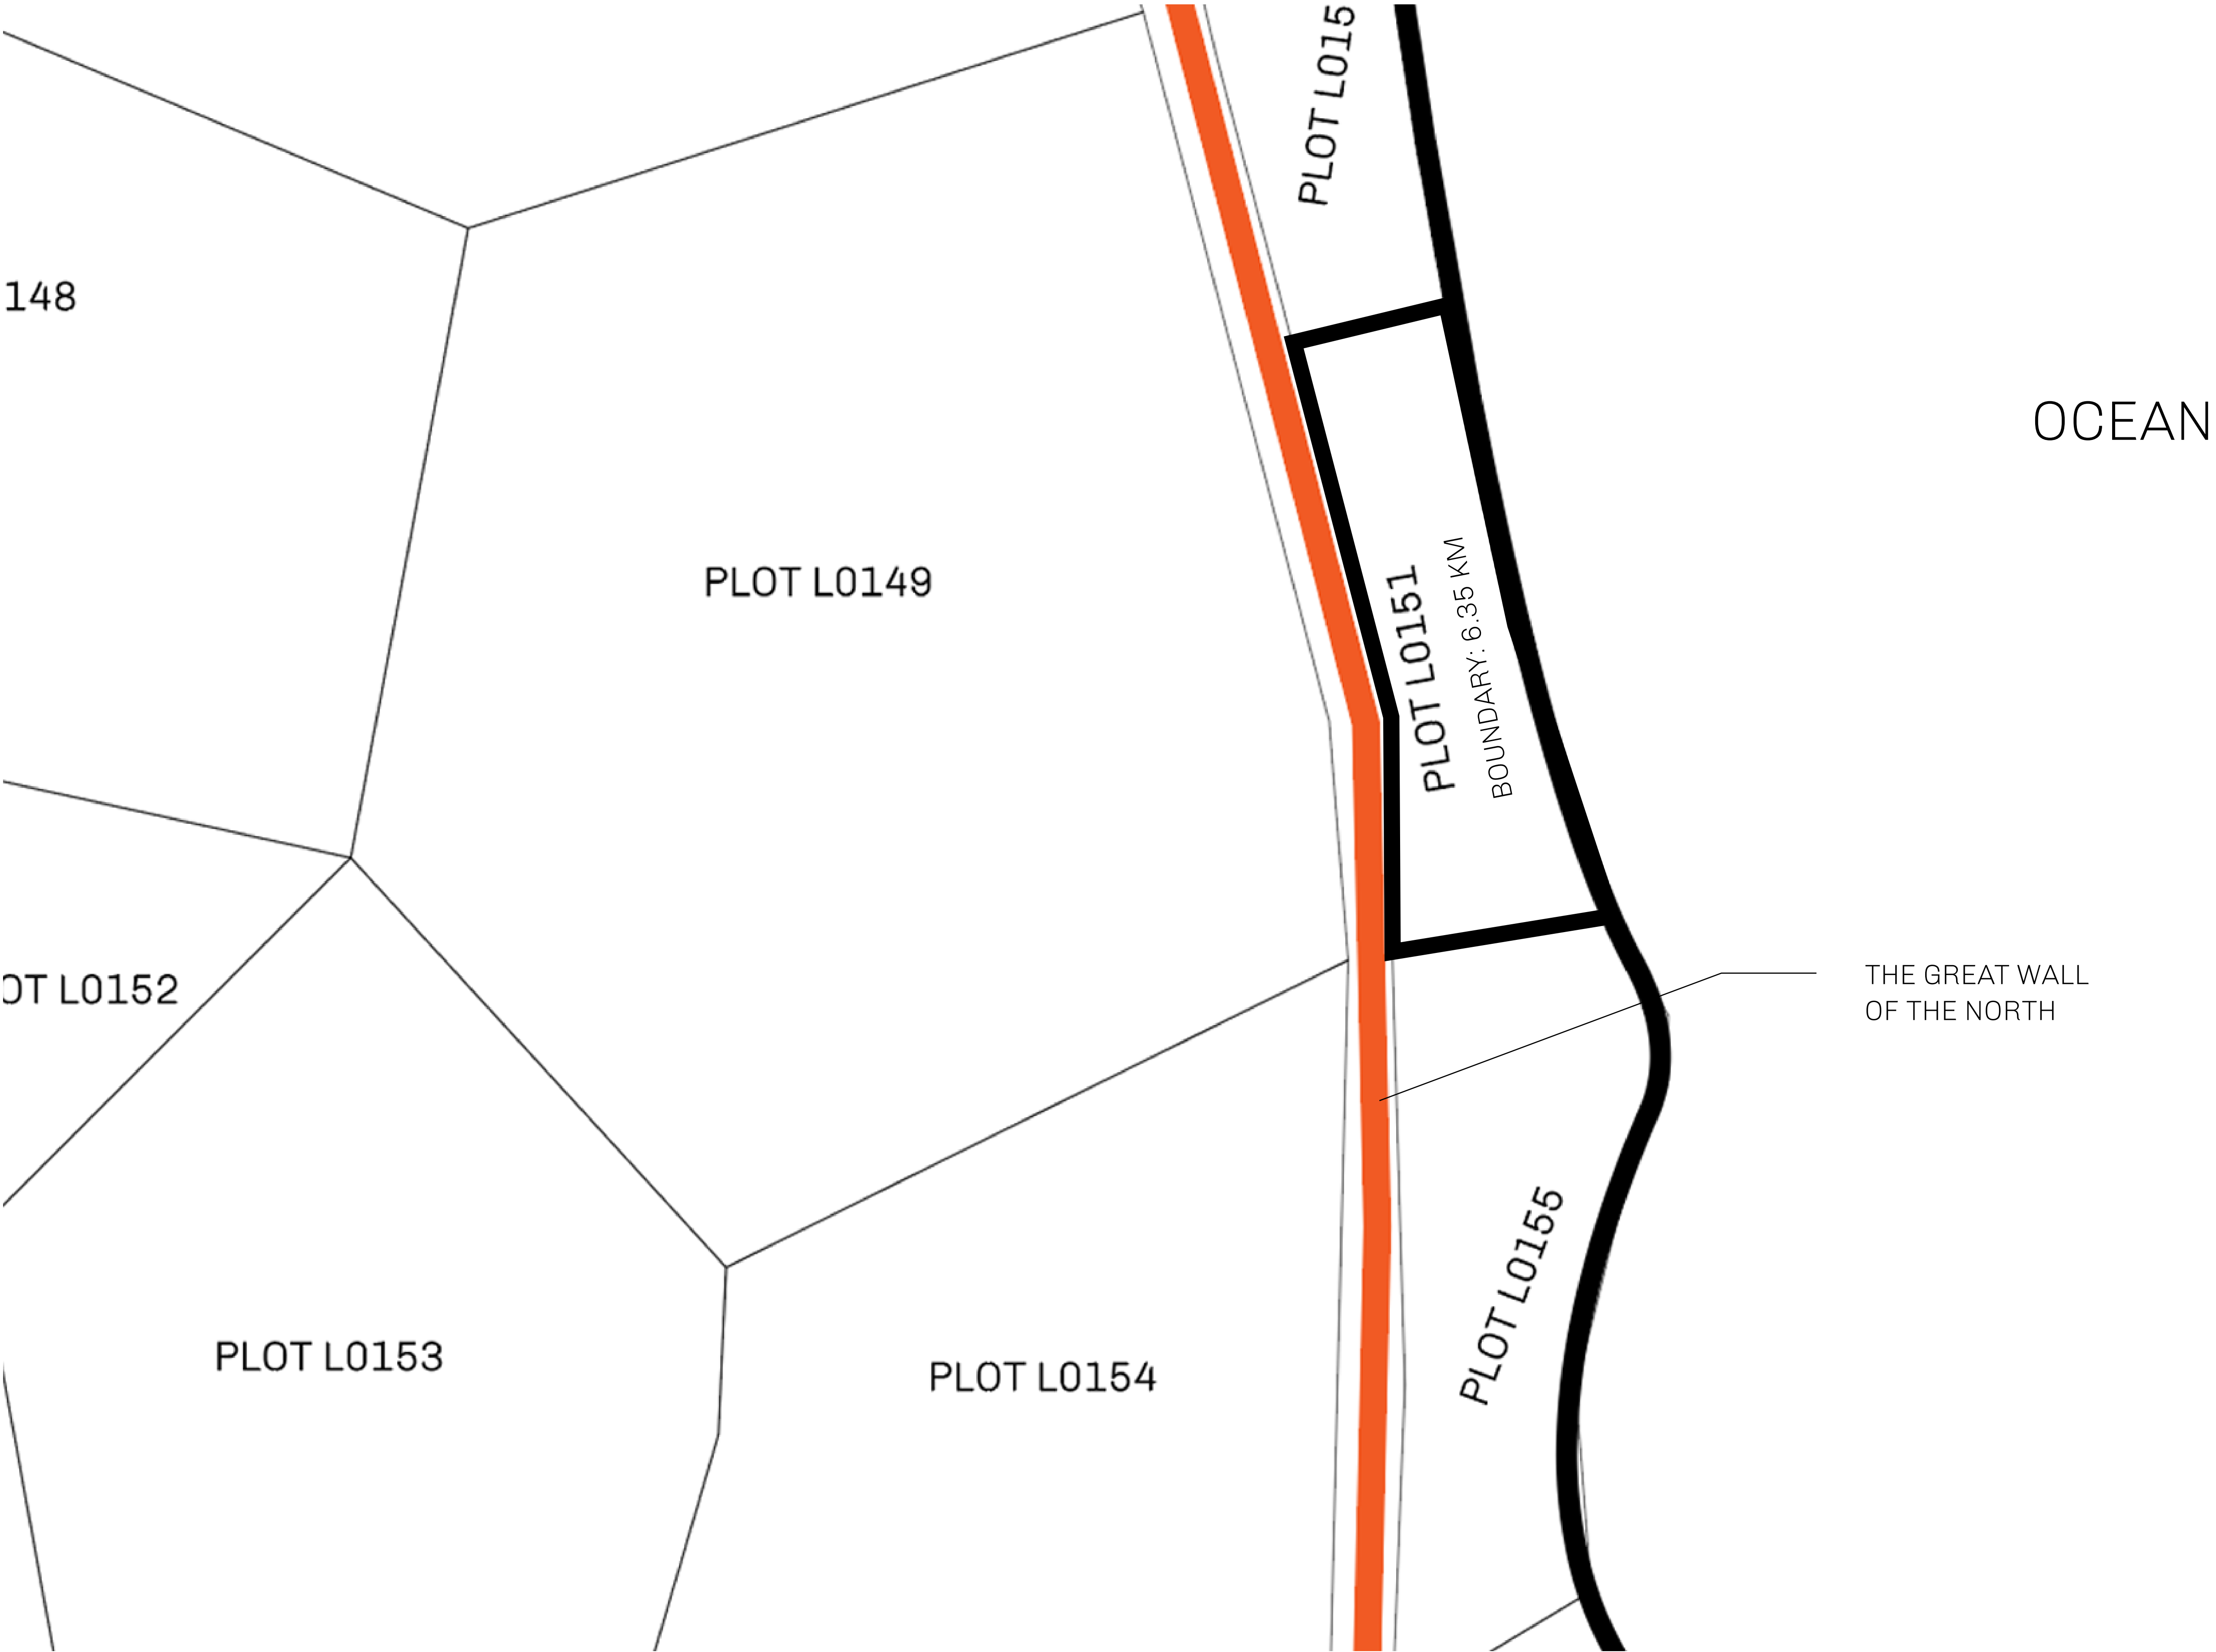 PLOT L015
148
OCEAN
PLOT L0149
PLOT L0151
BOUNDARY: 6.35 KM
OT L0152
THE GREAT WALL
OF THE NORTH
PLOT L0155
PLOT L0153
PLOT L0154